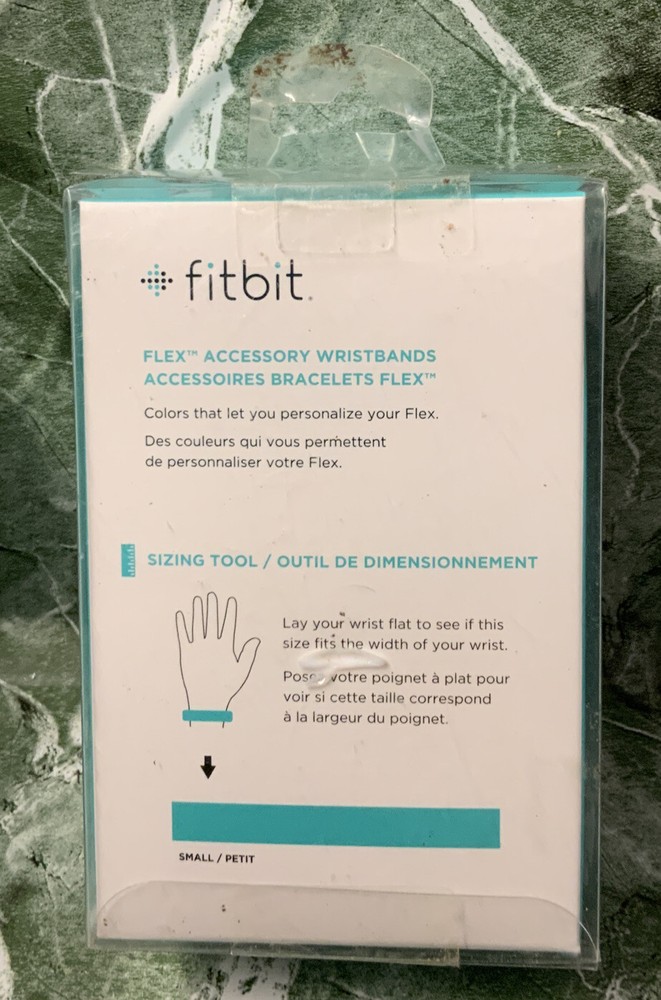 fitbit.
FLEX™ ACCESSORY WRISTBANDS
ACCESSOIRES BRACELETS FLEX™
Colors that let you personalize your Flex.
Des couleurs qui vous permettent
de personnaliser votre Flex.
SIZING TOOL / OUTIL DE DIMENSIONNEMENT
Lay your wrist flat to see if this
size fits the width of your wrist.
votre poignet à plat pour
voir si cette taille correspond
à la largeur du poignet.
SMALL / PETIT